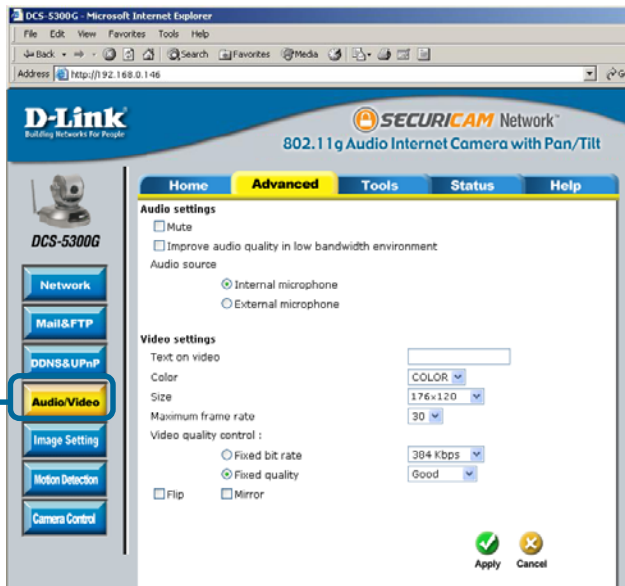 DCS-5300G - Microsoft Internet Explorer
File Edit View Favorites Tools Help
Back Search Favorites Media
Address http://192.168.0.146
D-Link
Building Networks for People
SECURICAM Network™
802.11g Audio Internet Camera with Pan/Tilt
Home Advanced Tools Status Help
DCS-5300G
Network
Mail&FTP
DDNS&UPnP
Audio/Video
Image Setting
Motion Detection
Camera Control
Audio settings
Mute
Improve audio quality in low bandwidth environment
Audio source
Internal microphone
External microphone
Video settings
Text on video
Color COLOR
Size 176x120
Maximum frame rate 30
Video quality control :
Fixed bit rate 384 Kbps
Fixed quality Good
Flip Mirror
Apply Cancel